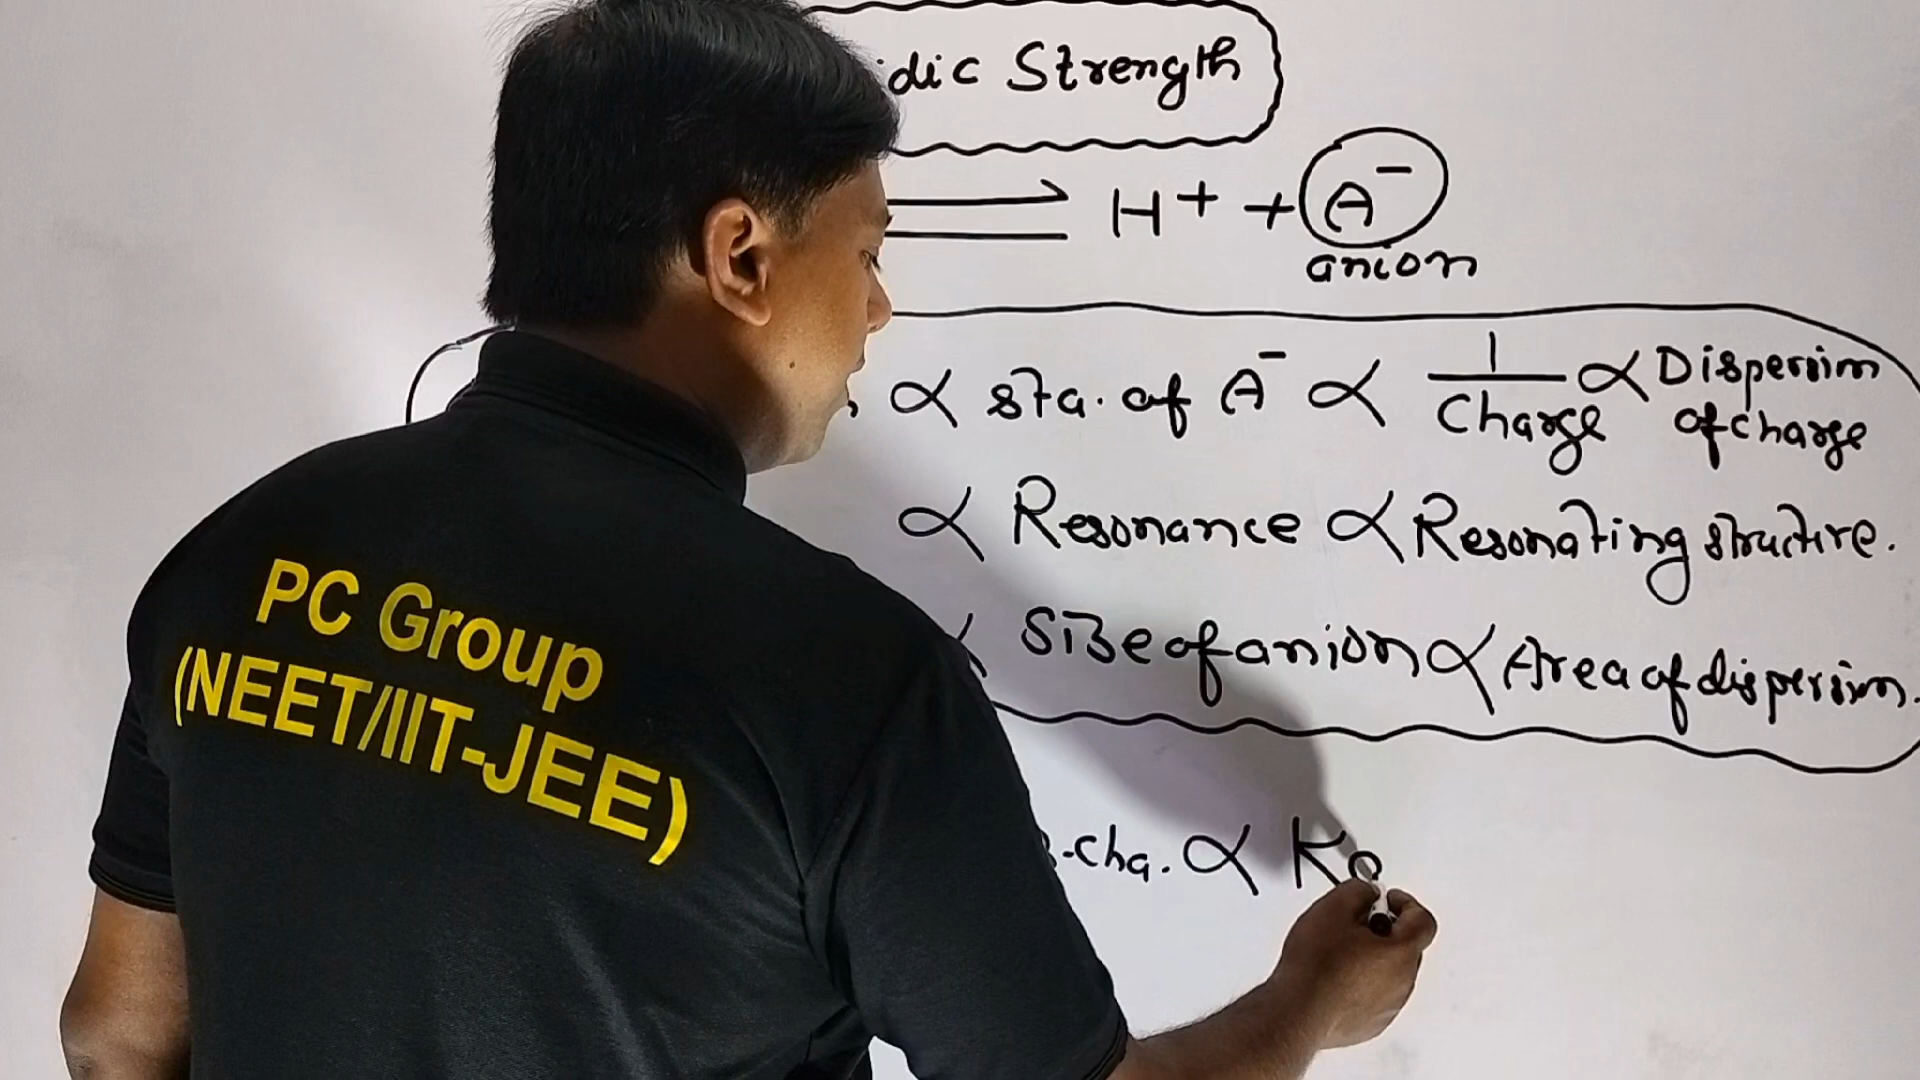 idic Strength
H+ + A⁻
anion
∝ sta. of A⁻ ∝ 1/Charge ∝ Dispersion of charge
∝ Resonance ∝ Resonating structure.
∝ Size of anion ∝ Area of dispersion.
-cha. ∝ Ka
PC Group
(NEET/IIT-JEE)